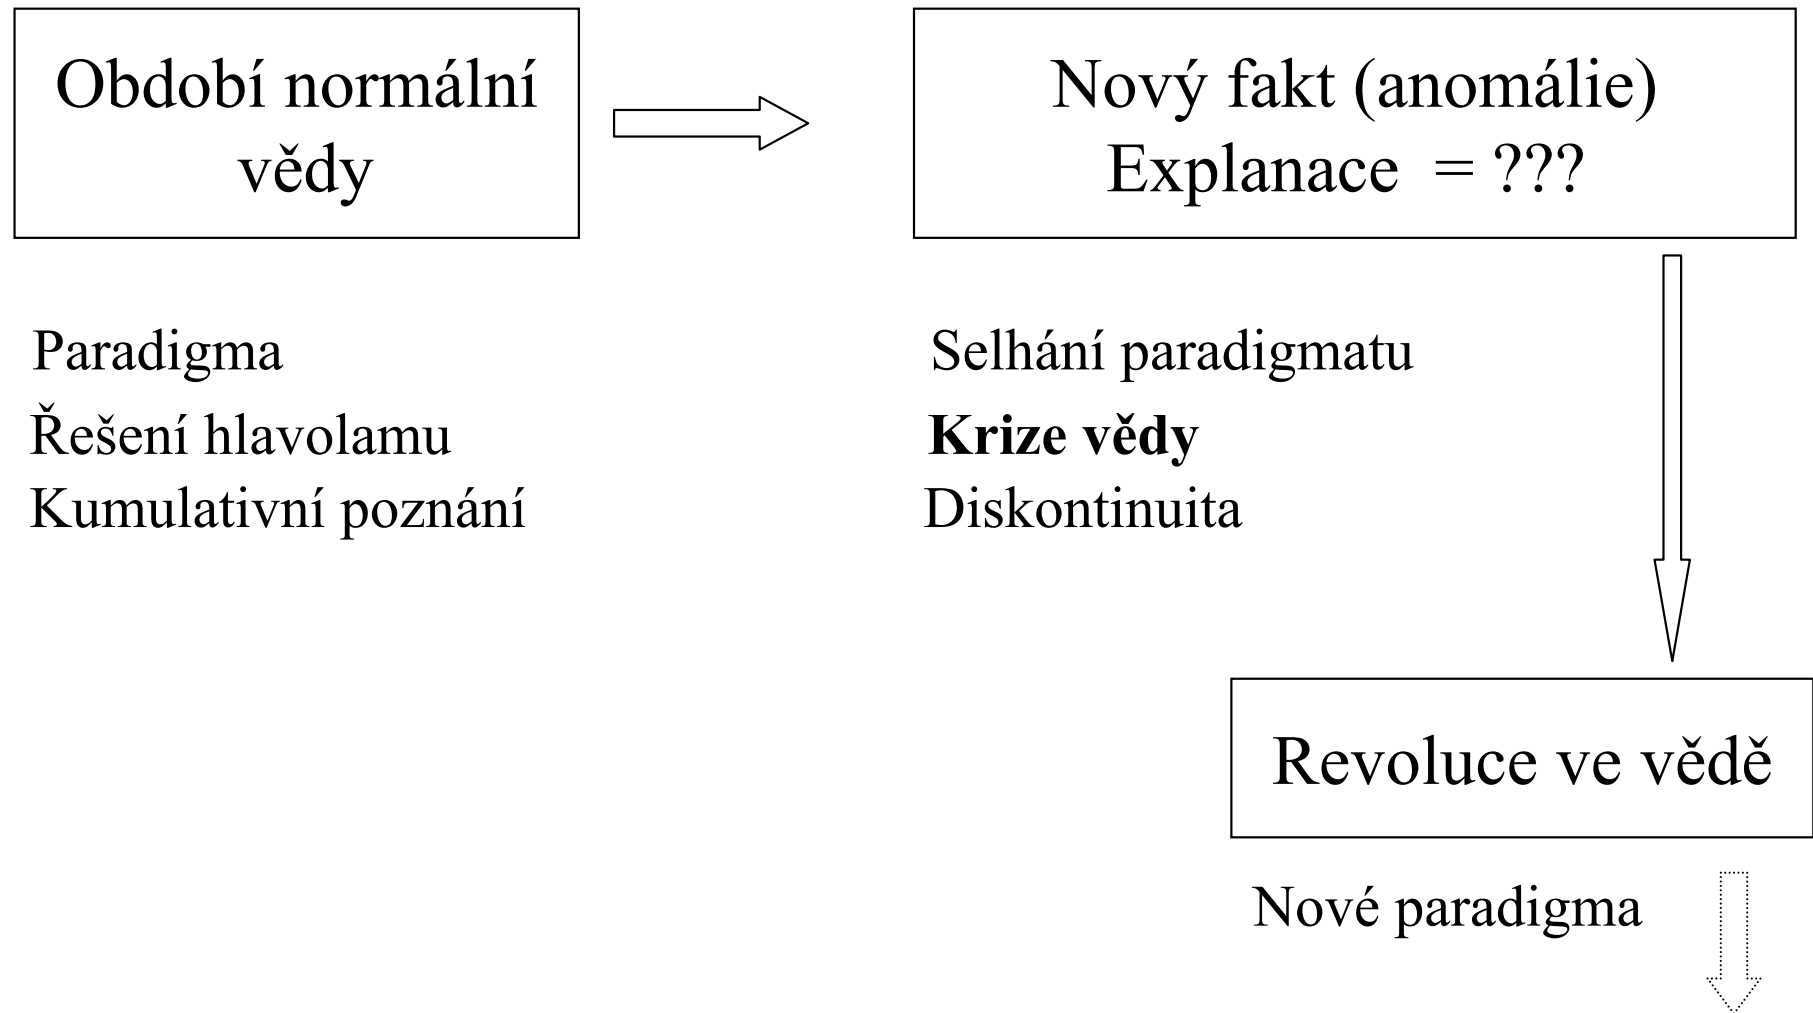 Období normální
vědy
Nový fakt (anomálie)
Explanace = ???
Paradigma
Řešení hlavolamu
Kumulativní poznání
Selhání paradigmatu
Krize vědy
Diskontinuita
Revoluce ve vědě
Nové paradigma